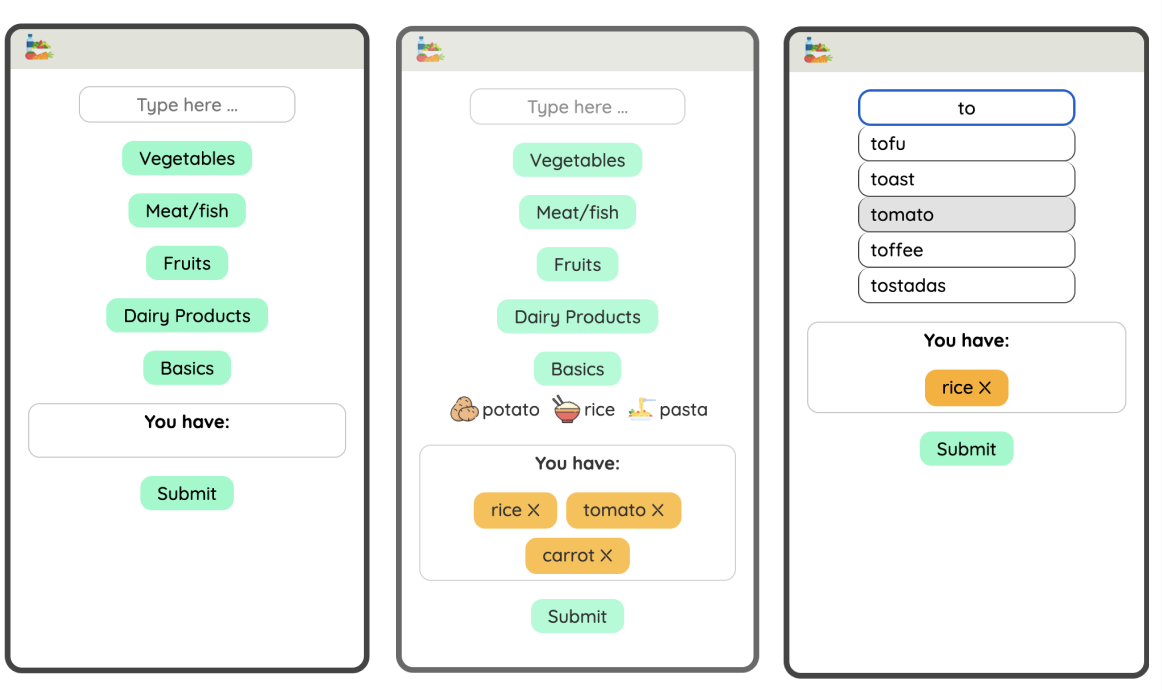 Type here ...
Vegetables
Meat/fish
Fruits
Dairy Products
Basics
You have:
Submit
Type here ...
Vegetables
Meat/fish
Fruits
Dairy Products
Basics
potato rice pasta
You have:
rice X tomato X
carrot X
Submit
to
tofu
toast
tomato
toffee
tostadas
You have:
rice X
Submit